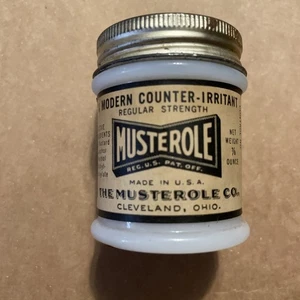 MODERN COUNTER-IRRITANT
REGULAR STRENGTH
MUSTEROLE
REG. U.S. PAT. OFF.
NET
WEIGHT
OUNCE
MADE IN U.S.A.
THE MUSTEROLE CO.
CLEVELAND, OHIO.